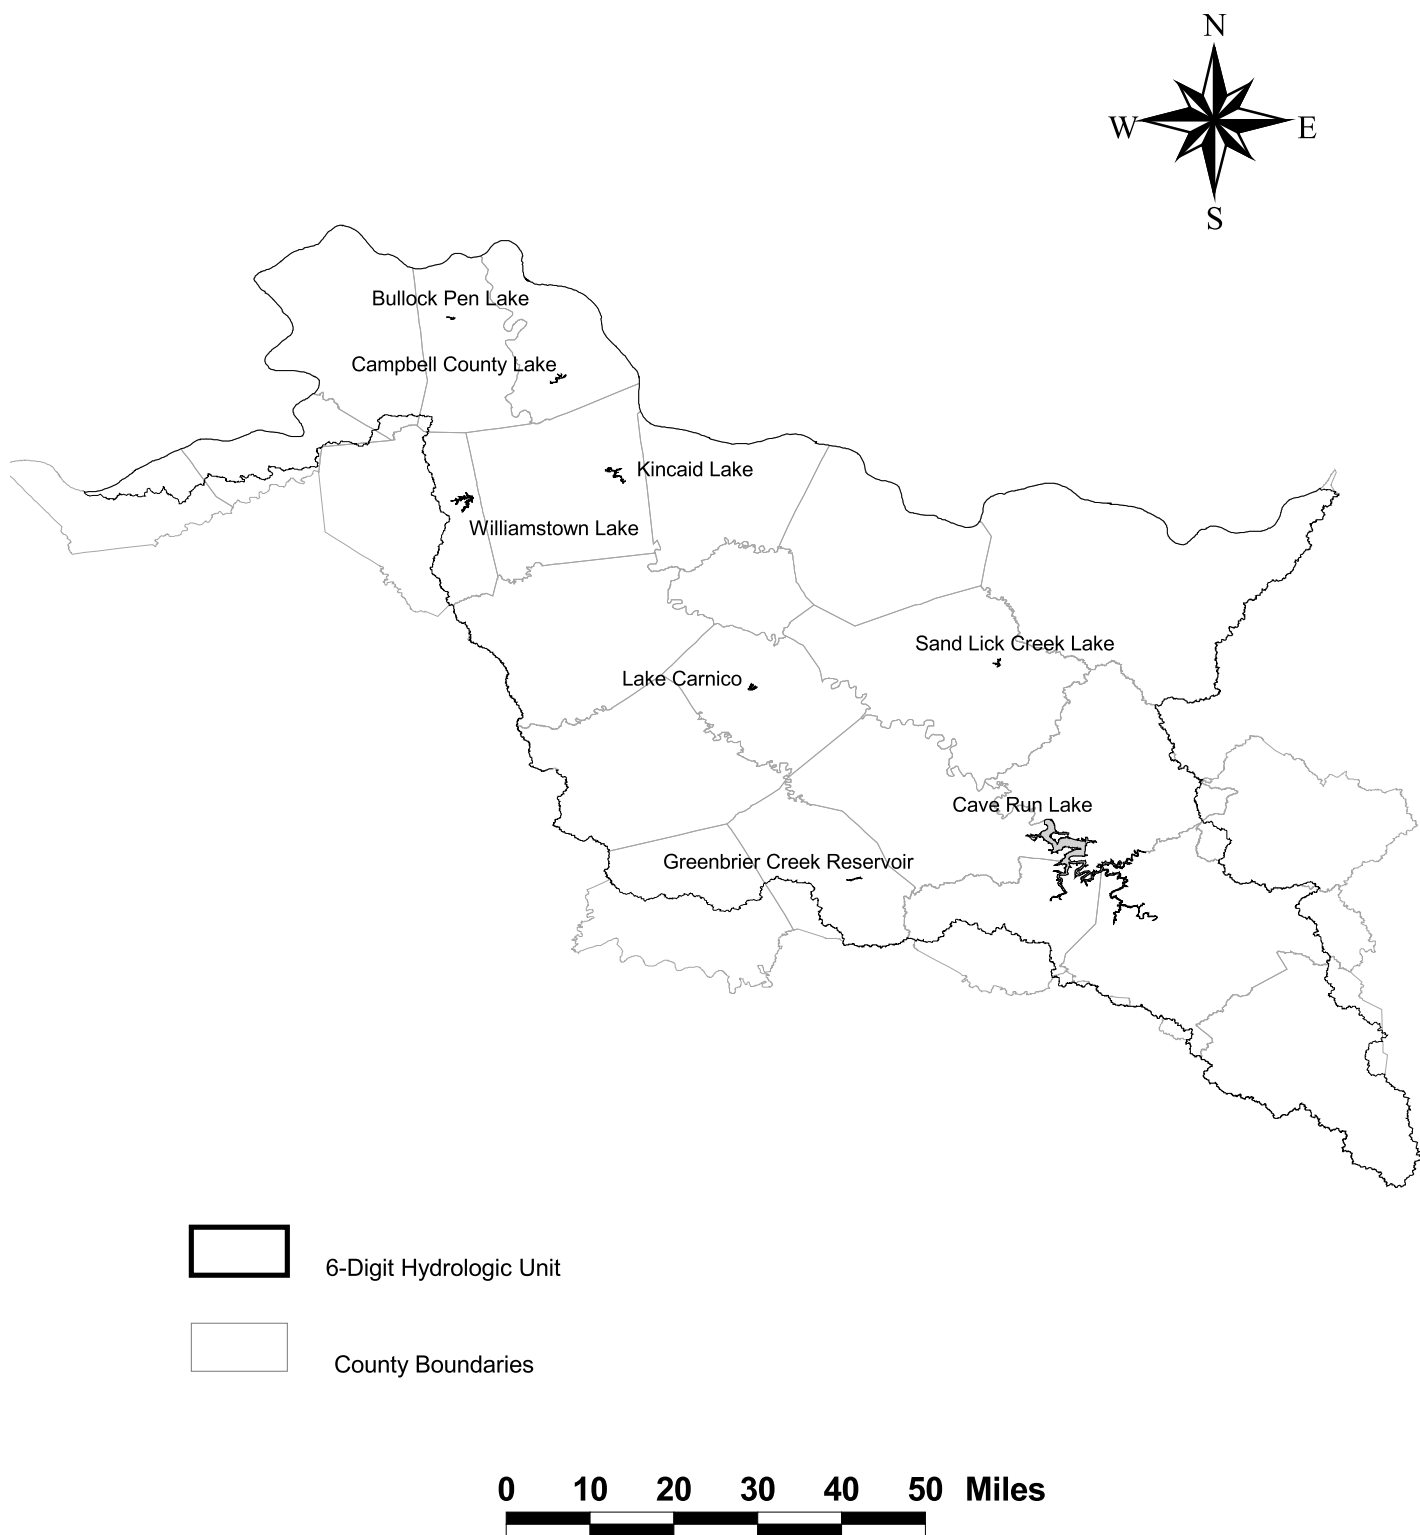 N
W E
S
Bullock Pen Lake
Campbell County Lake
Kincaid Lake
Williamstown Lake
Sand Lick Creek Lake
Lake Carnico
Cave Run Lake
Greenbrier Creek Reservoir
6-Digit Hydrologic Unit
County Boundaries
0 10 20 30 40 50 Miles